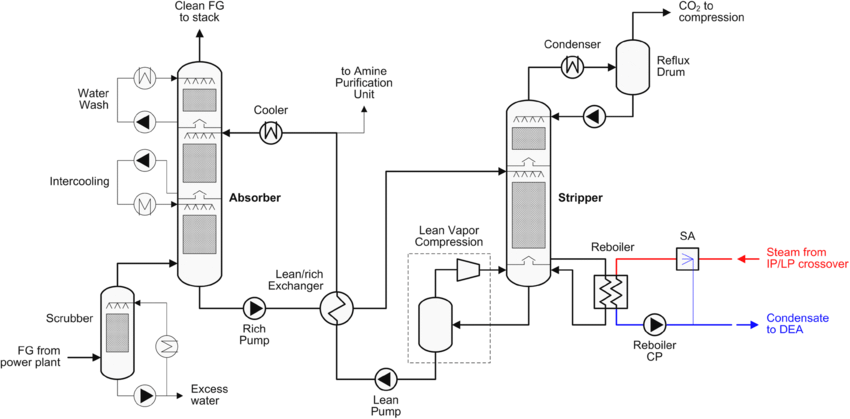 Clean FG
to stack
CO2 to
compression
Condenser
Reflux
Drum
to Amine
Purification
Unit
Water
Wash
Cooler
Intercooling
Absorber
Stripper
Lean Vapor
Compression
SA
Reboiler
Steam from
IP/LP crossover
Lean/rich
Exchanger
Scrubber
Rich
Pump
Condensate
to DEA
Reboiler
CP
FG from
power plant
Excess
water
Lean
Pump